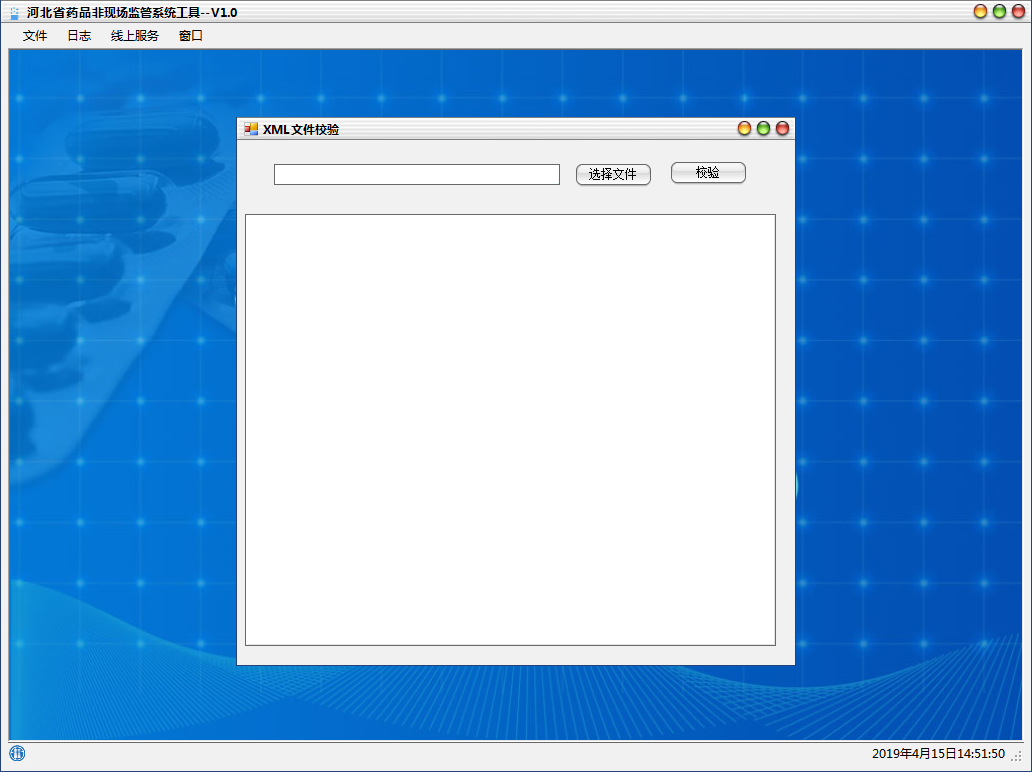 河北省药品非现场监管系统工具--V1.0
文件 日志 线上服务 窗口
XML文件校验
选择文件 校验
2019年4月15日14:51:50